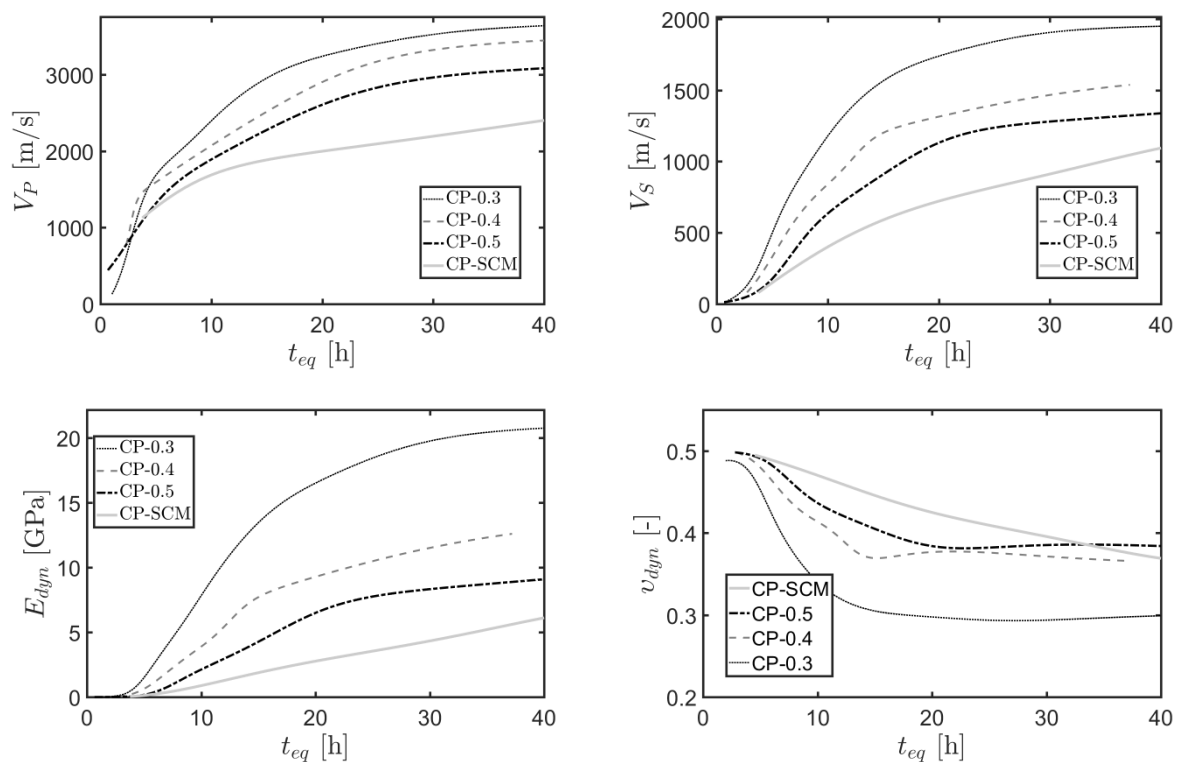 3000
2000
1000
0
V_P [m/s]
CP-0.3
CP-0.4
CP-0.5
CP-SCM
0 10 20 30 40
t_eq [h]
2000
1500
1000
500
0
V_S [m/s]
CP-0.3
CP-0.4
CP-0.5
CP-SCM
0 10 20 30 40
t_eq [h]
20
15
10
5
0
E_dyn [GPa]
CP-0.3
CP-0.4
CP-0.5
CP-SCM
0 10 20 30 40
t_eq [h]
0.5
0.4
0.3
0.2
υ_dyn [-]
CP-SCM
CP-0.5
CP-0.4
CP-0.3
0 10 20 30 40
t_eq [h]